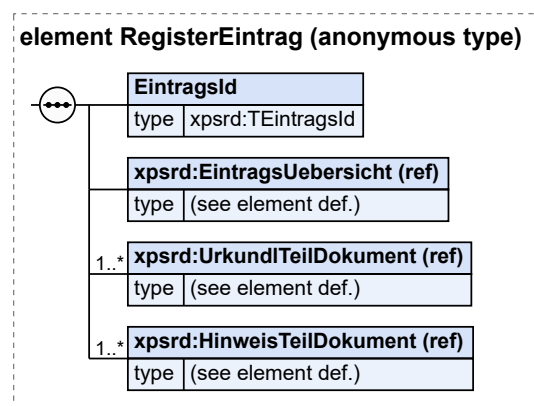 element RegisterEintrag (anonymous type)
EintragsId
type xpsrd:TEintragsId
xpsrd:EintragsUebersicht (ref)
type (see element def.)
1..* xpsrd:UrkundlTeilDokument (ref)
type (see element def.)
1..* xpsrd:HinweisTeilDokument (ref)
type (see element def.)